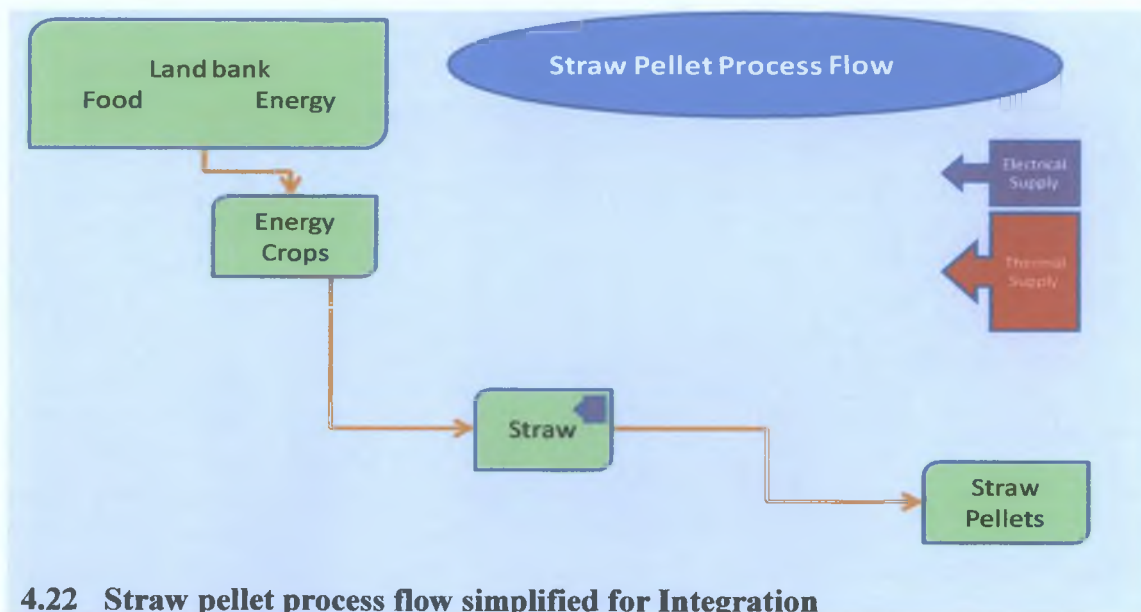 Land bank
Food Energy
Straw Pellet Process Flow
Electrical
Supply
Thermal
Supply
Energy
Crops
Straw
Straw
Pellets
4.22 Straw pellet process flow simplified for Integration